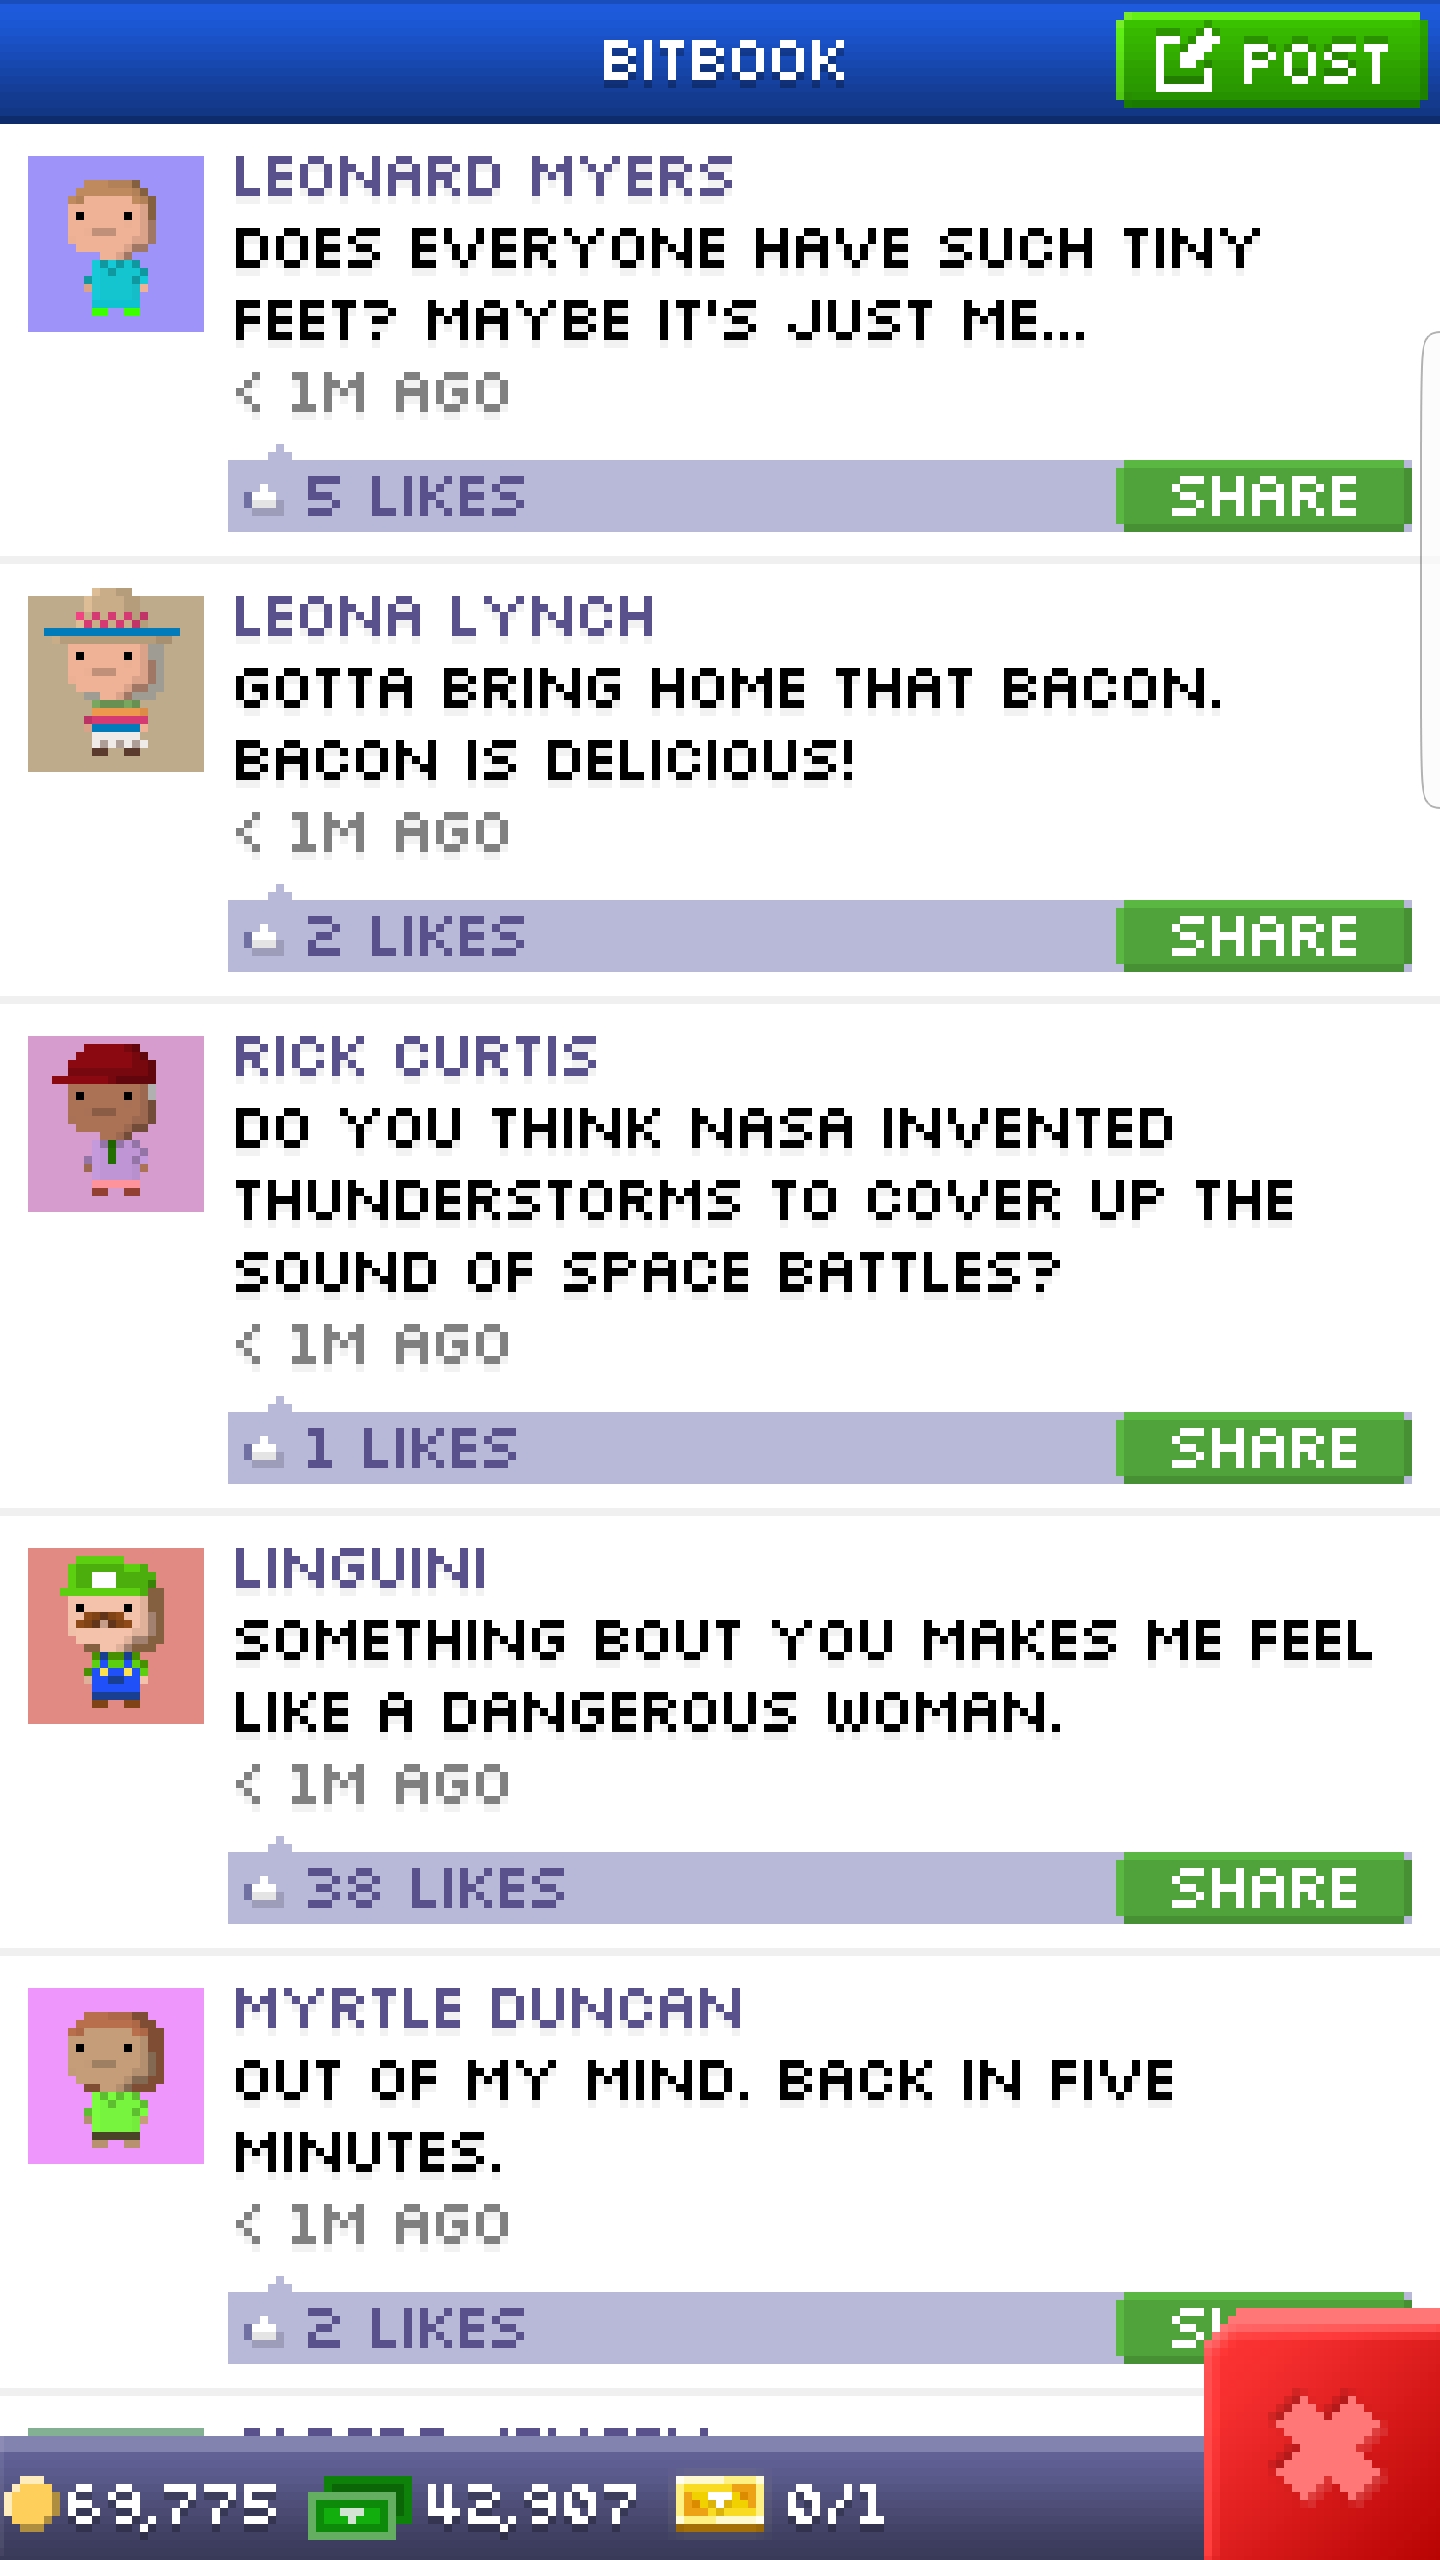 BITBOOK
POST
LEONARD MYERS
DOES EVERYONE HAVE SUCH TINY
FEET? MAYBE IT'S JUST ME...
< 1M AGO
5 LIKES
SHARE
LEONA LYNCH
GOTTA BRING HOME THAT BACON.
BACON IS DELICIOUS!
< 1M AGO
2 LIKES
SHARE
RICK CURTIS
DO YOU THINK NASA INVENTED
THUNDERSTORMS TO COVER UP THE
SOUND OF SPACE BATTLES?
< 1M AGO
1 LIKES
SHARE
LINGUINI
SOMETHING BOUT YOU MAKES ME FEEL
LIKE A DANGEROUS WOMAN.
< 1M AGO
38 LIKES
SHARE
MYRTLE DUNCAN
OUT OF MY MIND. BACK IN FIVE
MINUTES.
< 1M AGO
2 LIKES
69,775
42,907
0/1